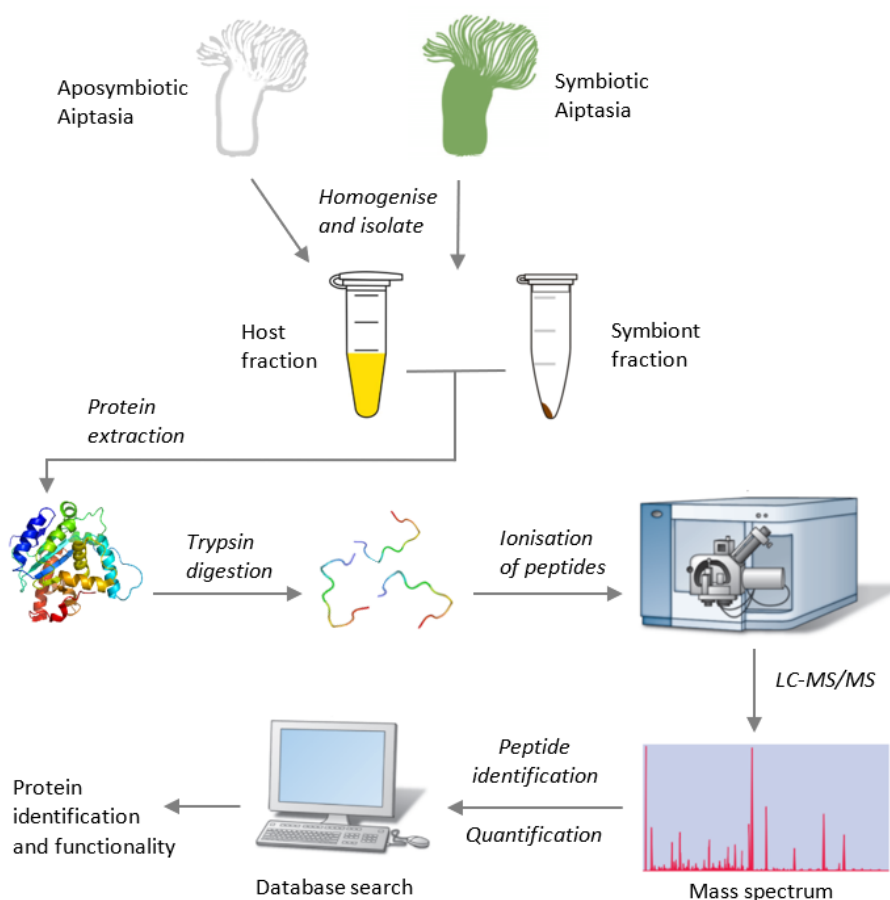 Aposymbiotic
Aiptasia
Symbiotic
Aiptasia
Homogenise
and isolate
Host
fraction
Symbiont
fraction
Protein
extraction
Trypsin
digestion
Ionisation
of peptides
LC-MS/MS
Peptide
identification
Quantification
Protein
identification
and functionality
Database search
Mass spectrum